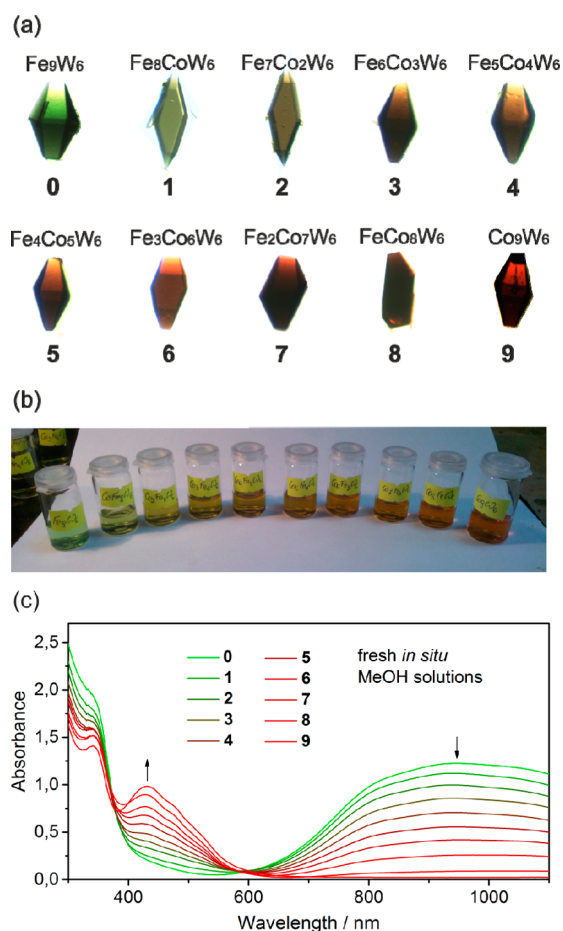 (a)
Fe9W6 Fe8CoW6 Fe7Co2W6 Fe6Co3W6 Fe5Co4W6
0 1 2 3 4
Fe4Co5W6 Fe3Co6W6 Fe2Co7W6 FeCo8W6 Co9W6
5 6 7 8 9
(b)
(c)
2,5
2,0
1,5
1,0
0,5
0,0
Absorbance
0 5
1 6
2 7
3 8
4 9
fresh in situ
MeOH solutions
400 600 800 1000
Wavelength / nm